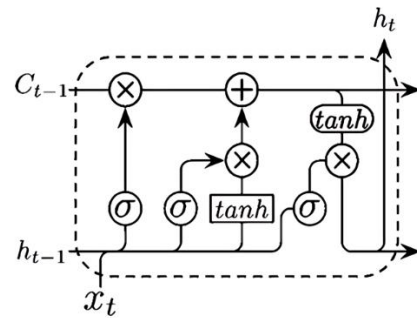 h_t
C_{t-1} × +
tanh
× ×
σ σ tanh σ
h_{t-1}
x_t